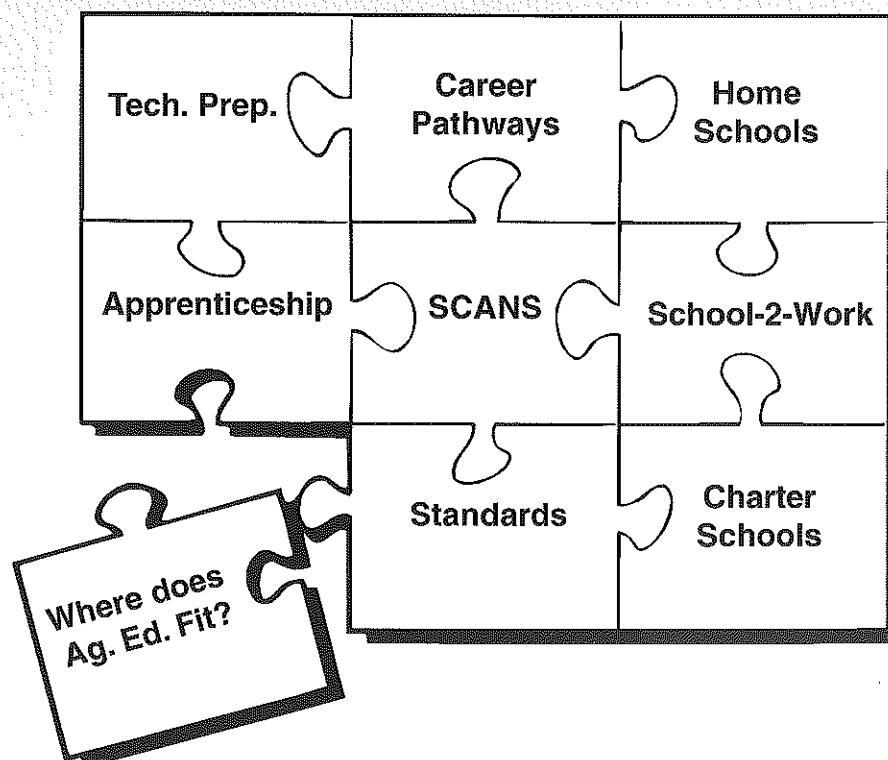 Tech. Prep.
Career
Pathways
Home
Schools
Apprenticeship
SCANS
School-2-Work
Standards
Charter
Schools
Where does
Ag. Ed. Fit?